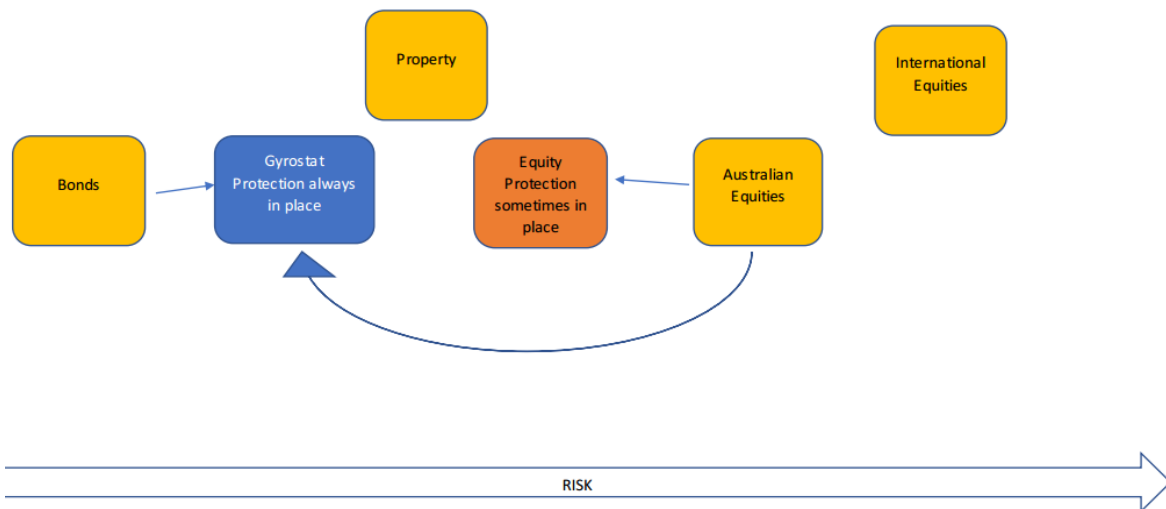 Property
International
Equities
Bonds
Gyrostat
Protection always
in place
Equity
Protection
sometimes in
place
Australian
Equities
RISK